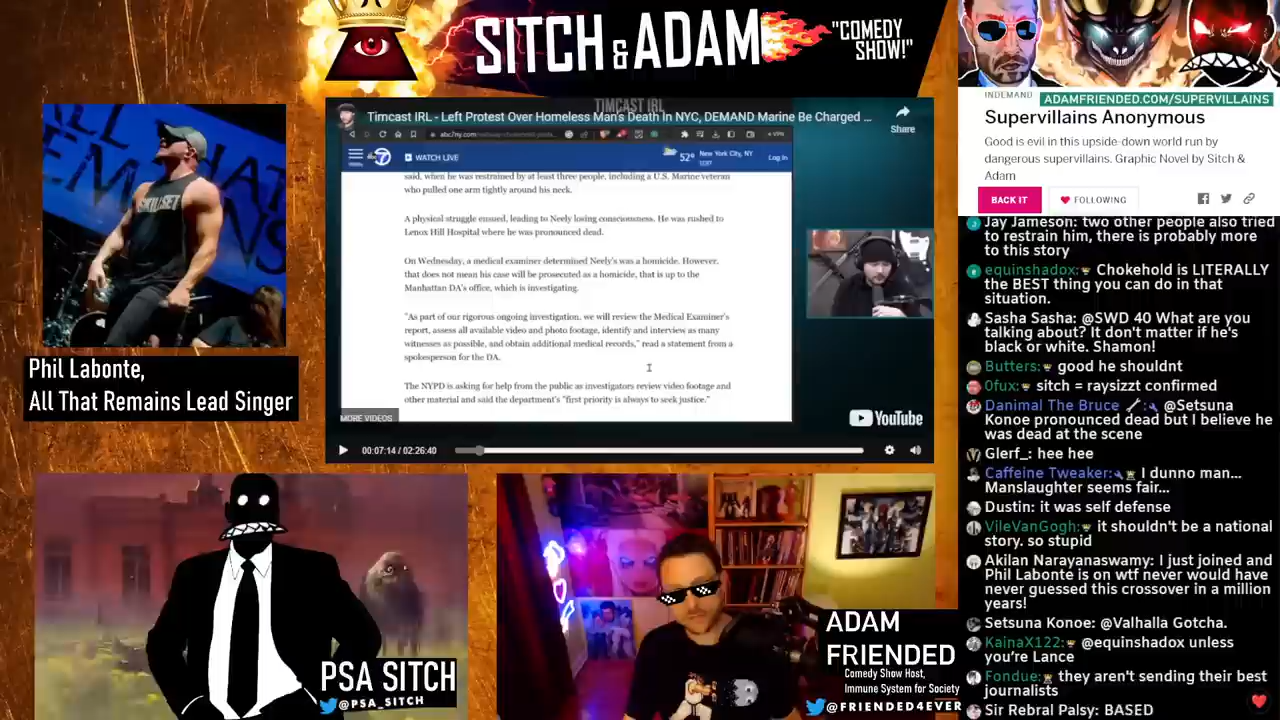 SITCH & ADAM
"COMEDY
SHOW!"
TIMCAST IRL
Timcast IRL - Left Protest Over Homeless Man's Death In NYC, DEMAND Marine Be Charged ...
Share
WATCH LIVE
52°
New York City, NY
Log In
said, when he was restrained by at least three people, including a U.S. Marine veteran
who pulled one arm tightly around his neck.
A physical struggle ensued, leading to Neely losing consciousness. He was rushed to
Lenox Hill Hospital where he was pronounced dead.
On Wednesday, a medical examiner determined Neely's was a homicide. However,
that does not mean his case will be prosecuted as a homicide, that is up to the
Manhattan DA's office, which is investigating.
"As part of our rigorous ongoing investigation, we will review the Medical Examiner's
report, assess all available video and photo footage, identify and interview as many
witnesses as possible, and obtain additional medical records," read a statement from a
spokesperson for the DA.
The NYPD is asking for help from the public as investigators review video footage and
other material and said the department's "first priority is always to seek justice."
MORE VIDEOS
YouTube
00:07:14 / 02:26:40
Phil Labonte,
All That Remains Lead Singer
PSA SITCH
@PSA_SITCH
ADAM
FRIENDED
Comedy Show Host,
Immune System for Society
@FRIENDED4EVER
INDEMAND
ADAMFRIENDED.COM/SUPERVILLAINS
Supervillains Anonymous
Good is evil in this upside-down world run by
dangerous supervillains. Graphic Novel by Sitch &
Adam
BACK IT
FOLLOWING
Jay Jameson: two other people also tried
to restrain him, there is probably more
to this story
equinshadox: Chokehold is LITERALLY
the BEST thing you can do in that
situation.
Sasha Sasha: @SWD 40 What are you
talking about? It don't matter if he's
black or white. Shamon!
Butters: good he shouldnt
0fux: sitch = raysizzt confirmed
Danimal The Bruce @Setsuna
Konoe pronounced dead but I believe he
was dead at the scene
Glerf_: hee hee
Caffeine Tweaker: I dunno man...
Manslaughter seems fair...
Dustin: it was self defense
VileVanGogh: it shouldn't be a national
story. so stupid
Akilan Narayanaswamy: I just joined and
Phil Labonte is on wtf never would have
never guessed this crossover in a million
years!
Setsuna Konoe: @Valhalla Gotcha.
KainaX122: @equinshadox unless
you're Lance
Fondue: they aren't sending their best
journalists
Sir Rebral Palsy: BASED